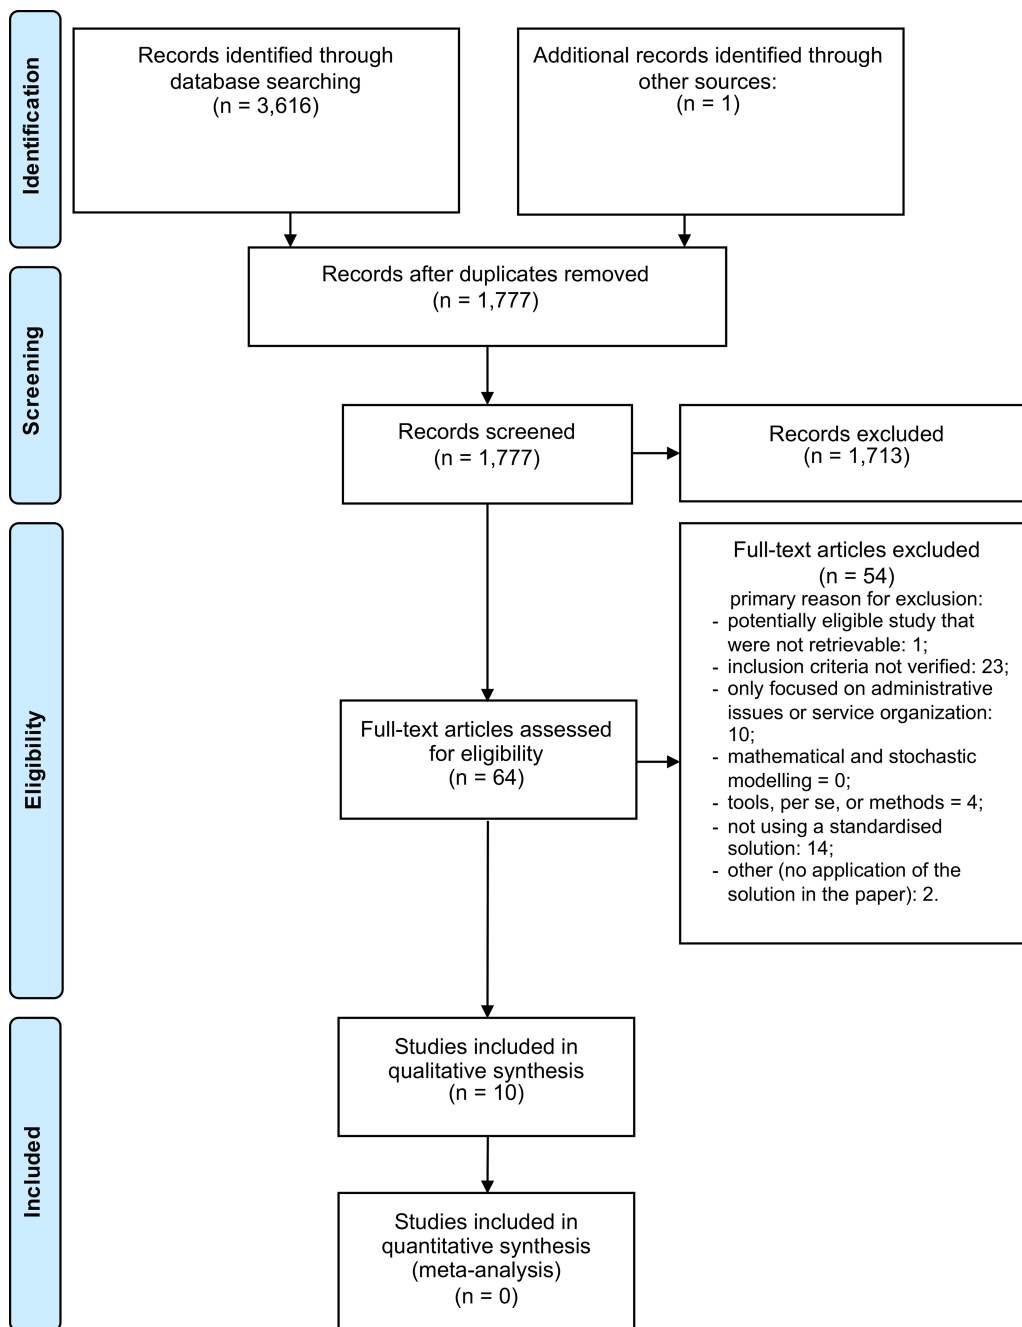 Identification
Records identified through
database searching
(n = 3,616)
Additional records identified through
other sources:
(n = 1)
Screening
Records after duplicates removed
(n = 1,777)
Records screened
(n = 1,777)
Records excluded
(n = 1,713)
Eligibility
Full-text articles assessed
for eligibility
(n = 64)
Full-text articles excluded
(n = 54)
primary reason for exclusion:
- potentially eligible study that
were not retrievable: 1;
- inclusion criteria not verified: 23;
- only focused on administrative
issues or service organization:
10;
- mathematical and stochastic
modelling = 0;
- tools, per se, or methods = 4;
- not using a standardised
solution: 14;
- other (no application of the
solution in the paper): 2.
Included
Studies included in
qualitative synthesis
(n = 10)
Studies included in
quantitative synthesis
(meta-analysis)
(n = 0)